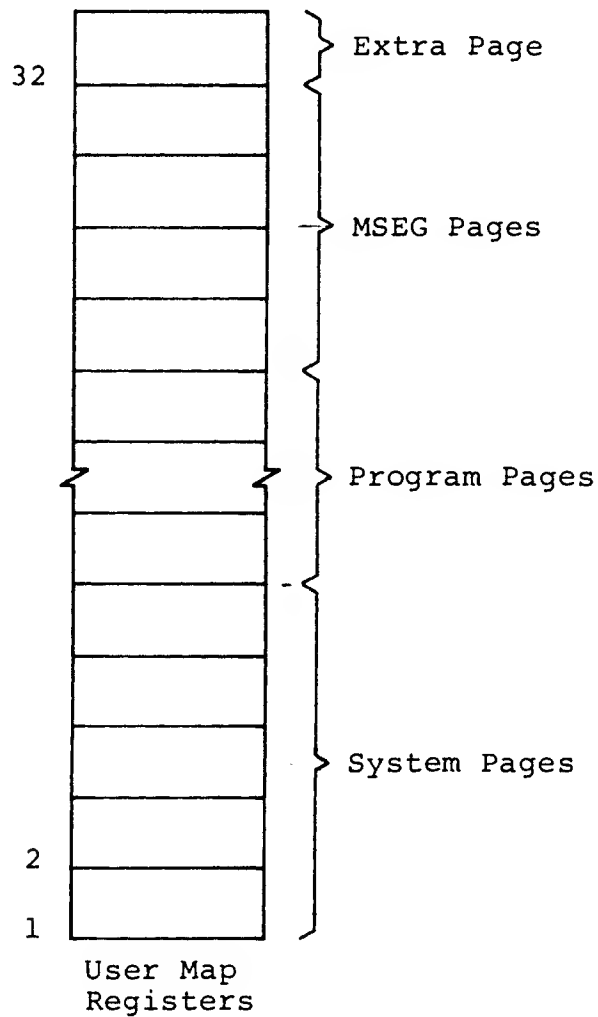 Extra Page
32
MSEG Pages
Program Pages
System Pages
2
1
User Map
Registers